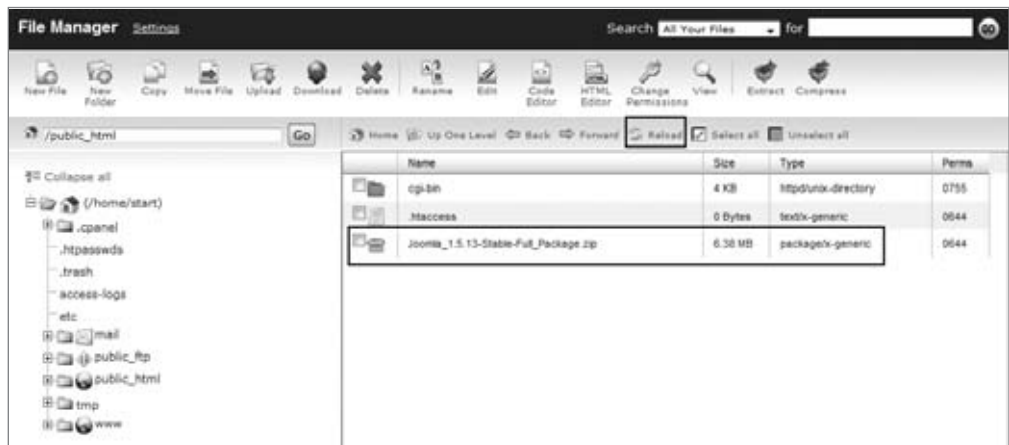 File Manager Settings Search All Your Files for GO
New File New Folder Copy Move File Upload Download Delete Rename Edit Code Editor HTML Editor Change Permissions View Extract Compress
/public_html Go Home Up One Level Back Forward Reload Select all Unselect all
Name Size Type Perms
cgi-bin 4 KB httpd/unix-directory 0755
.htaccess 0 Bytes text/x-generic 0644
Joomla_1.5.13-Stable-Full_Package.zip 6.38 MB package/x-generic 0644
Collapse all
(/home/start)
.cpanel
.htpasswds
.trash
access-logs
etc
mail
public_ftp
public_html
tmp
www